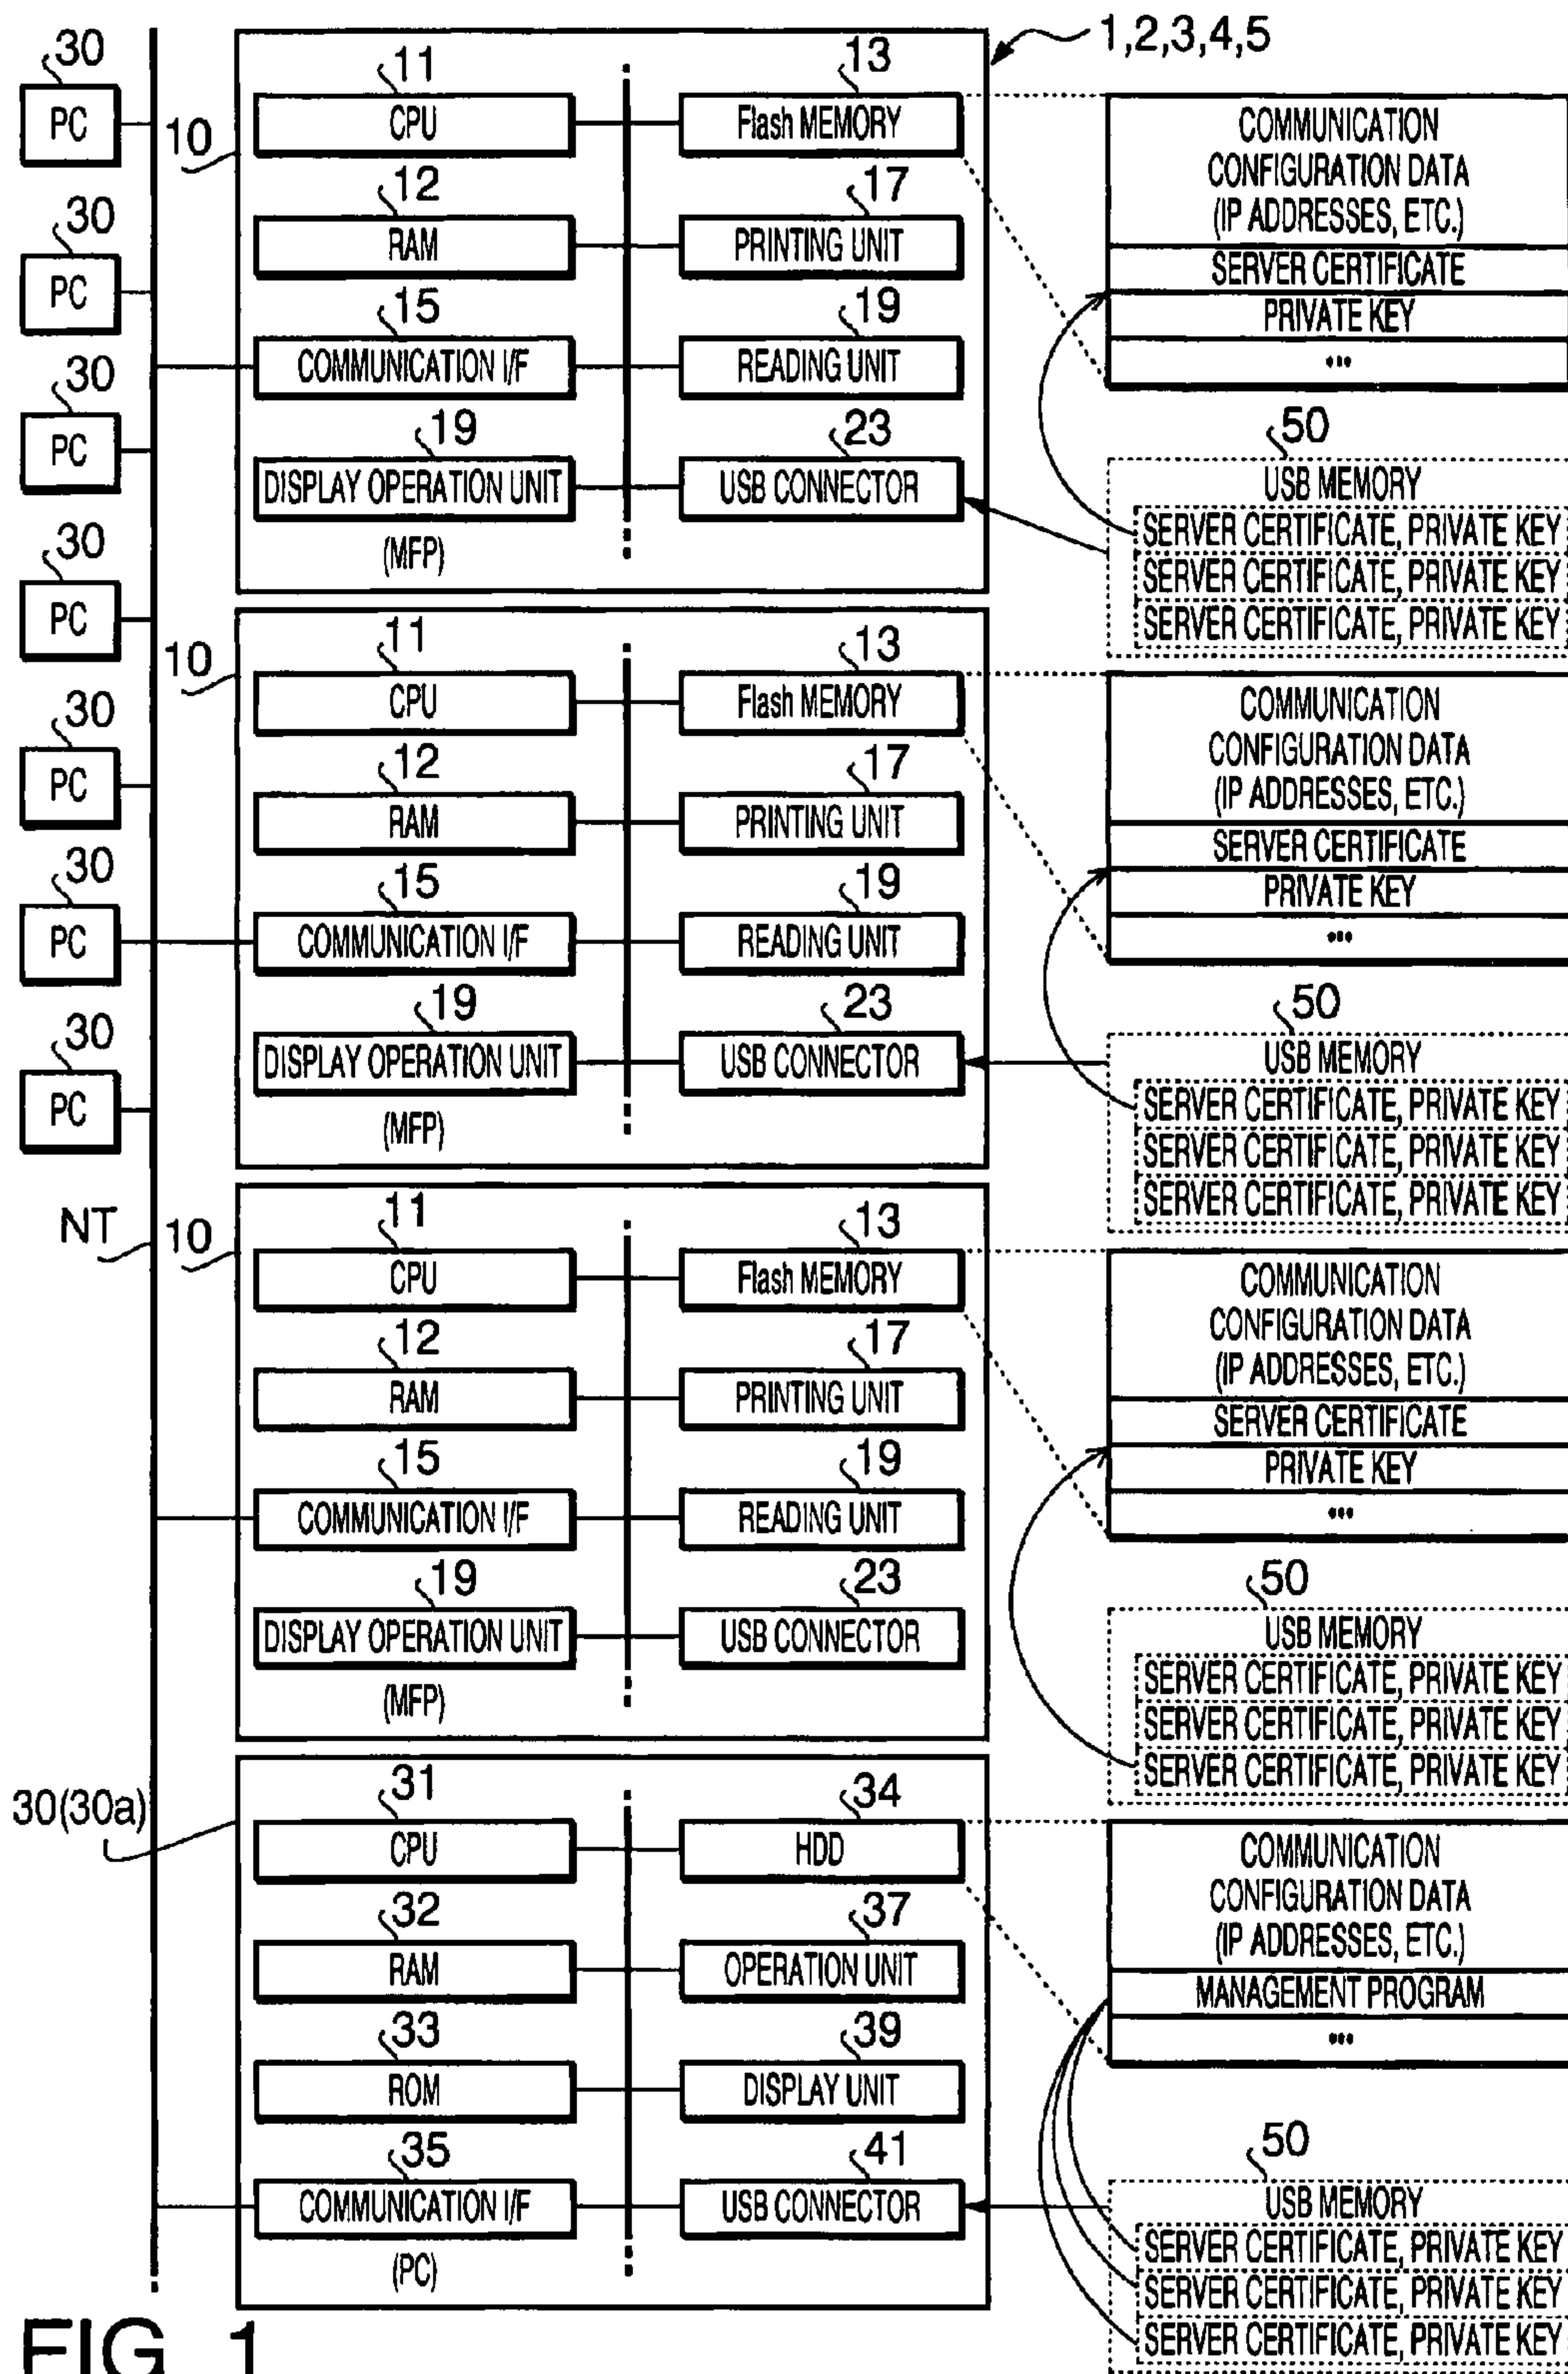 1,2,3,4,5
30
PC
30
PC
30
PC
30
PC
30
PC
30
PC
30
PC
NT
10
11
CPU
13
Flash MEMORY
12
RAM
17
PRINTING UNIT
15
COMMUNICATION I/F
19
READING UNIT
19
DISPLAY OPERATION UNIT
23
USB CONNECTOR
(MFP)
COMMUNICATION
CONFIGURATION DATA
(IP ADDRESSES, ETC.)
SERVER CERTIFICATE
PRIVATE KEY
...
50
USB MEMORY
SERVER CERTIFICATE, PRIVATE KEY
SERVER CERTIFICATE, PRIVATE KEY
SERVER CERTIFICATE, PRIVATE KEY
10
11
CPU
13
Flash MEMORY
12
RAM
17
PRINTING UNIT
15
COMMUNICATION I/F
19
READING UNIT
19
DISPLAY OPERATION UNIT
23
USB CONNECTOR
(MFP)
COMMUNICATION
CONFIGURATION DATA
(IP ADDRESSES, ETC.)
SERVER CERTIFICATE
PRIVATE KEY
...
50
USB MEMORY
SERVER CERTIFICATE, PRIVATE KEY
SERVER CERTIFICATE, PRIVATE KEY
SERVER CERTIFICATE, PRIVATE KEY
10
11
CPU
13
Flash MEMORY
12
RAM
17
PRINTING UNIT
15
COMMUNICATION I/F
19
READING UNIT
19
DISPLAY OPERATION UNIT
23
USB CONNECTOR
(MFP)
COMMUNICATION
CONFIGURATION DATA
(IP ADDRESSES, ETC.)
SERVER CERTIFICATE
PRIVATE KEY
...
50
USB MEMORY
SERVER CERTIFICATE, PRIVATE KEY
SERVER CERTIFICATE, PRIVATE KEY
SERVER CERTIFICATE, PRIVATE KEY
30(30a)
31
CPU
34
HDD
32
RAM
37
OPERATION UNIT
33
ROM
39
DISPLAY UNIT
35
COMMUNICATION I/F
41
USB CONNECTOR
(PC)
COMMUNICATION
CONFIGURATION DATA
(IP ADDRESSES, ETC.)
MANAGEMENT PROGRAM
...
50
USB MEMORY
SERVER CERTIFICATE, PRIVATE KEY
SERVER CERTIFICATE, PRIVATE KEY
SERVER CERTIFICATE, PRIVATE KEY
FIG. 1